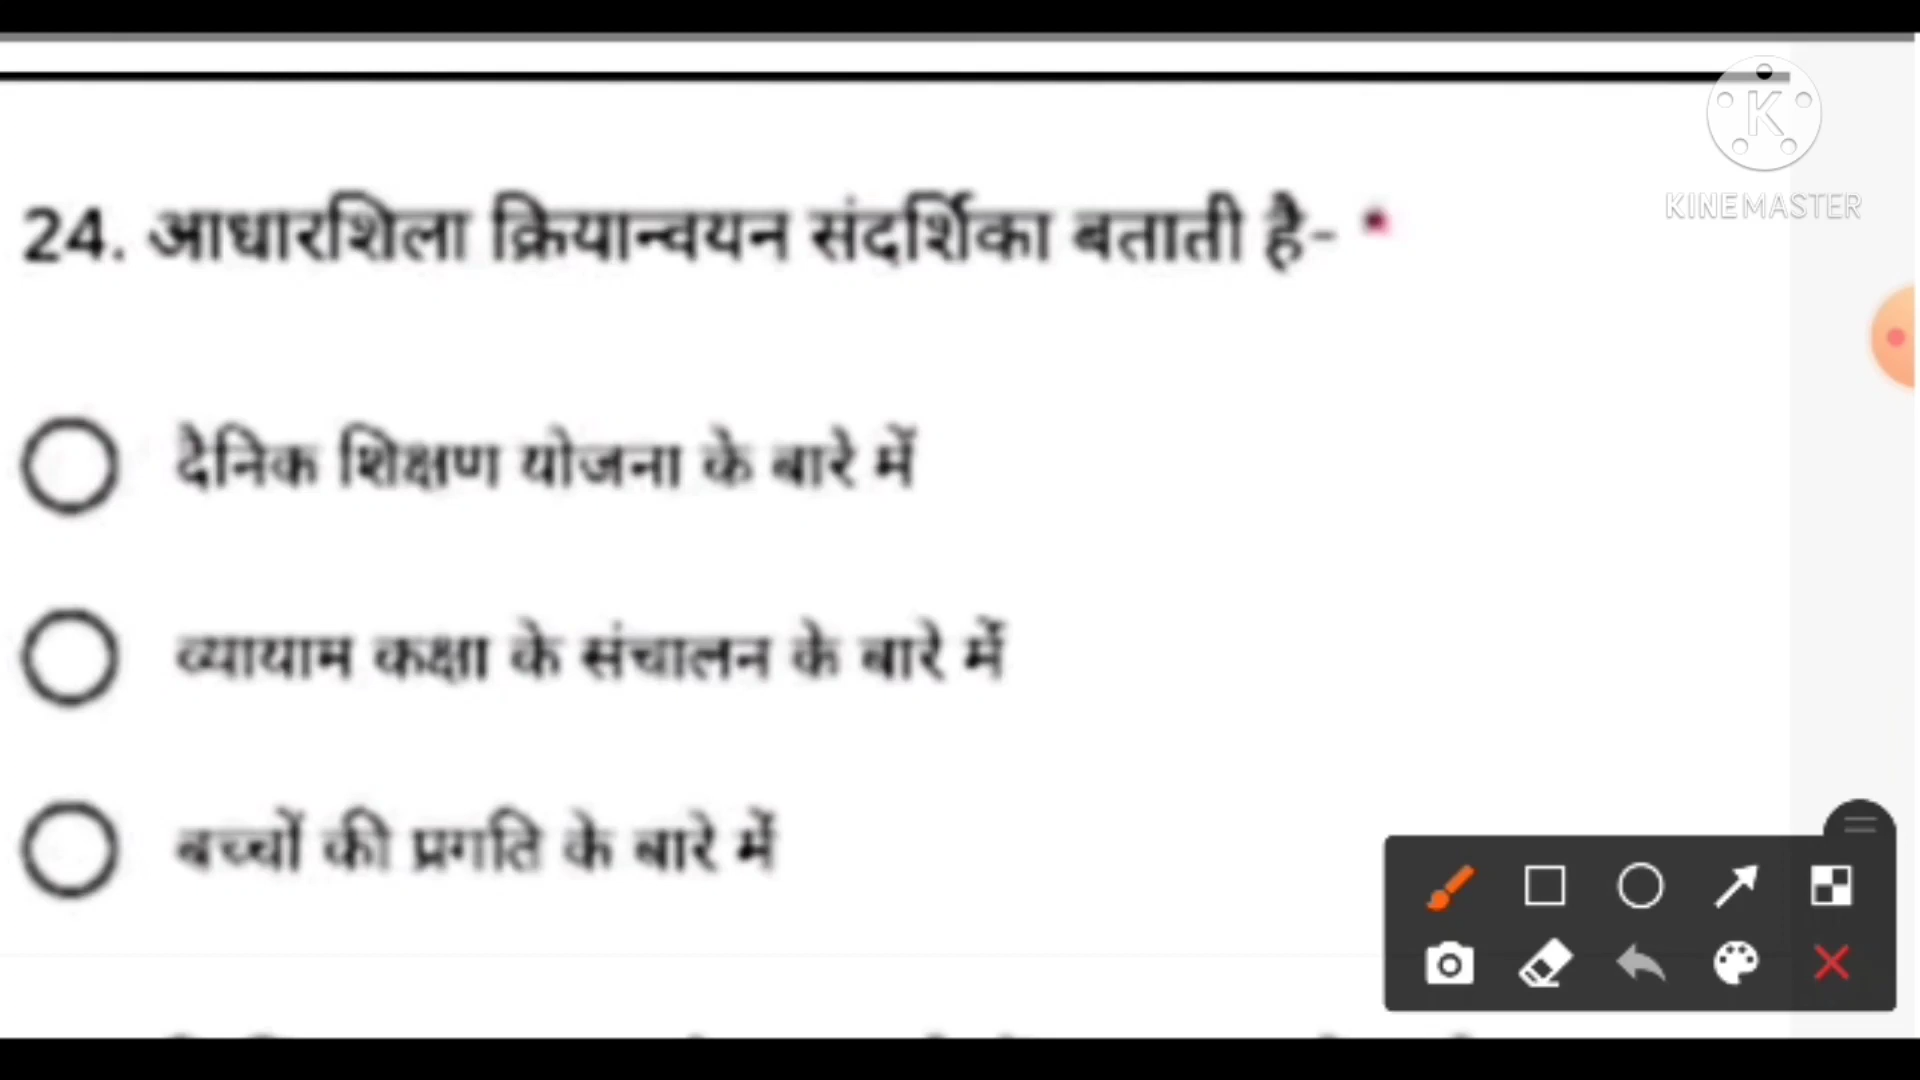 KINEMASTER
24. आधारशिला क्रियान्वयन संदर्शिका बताती है- *
दैनिक शिक्षण योजना के बारे में
व्यायाम कक्षा के संचालन के बारे में
बच्चों की प्रगति के बारे में